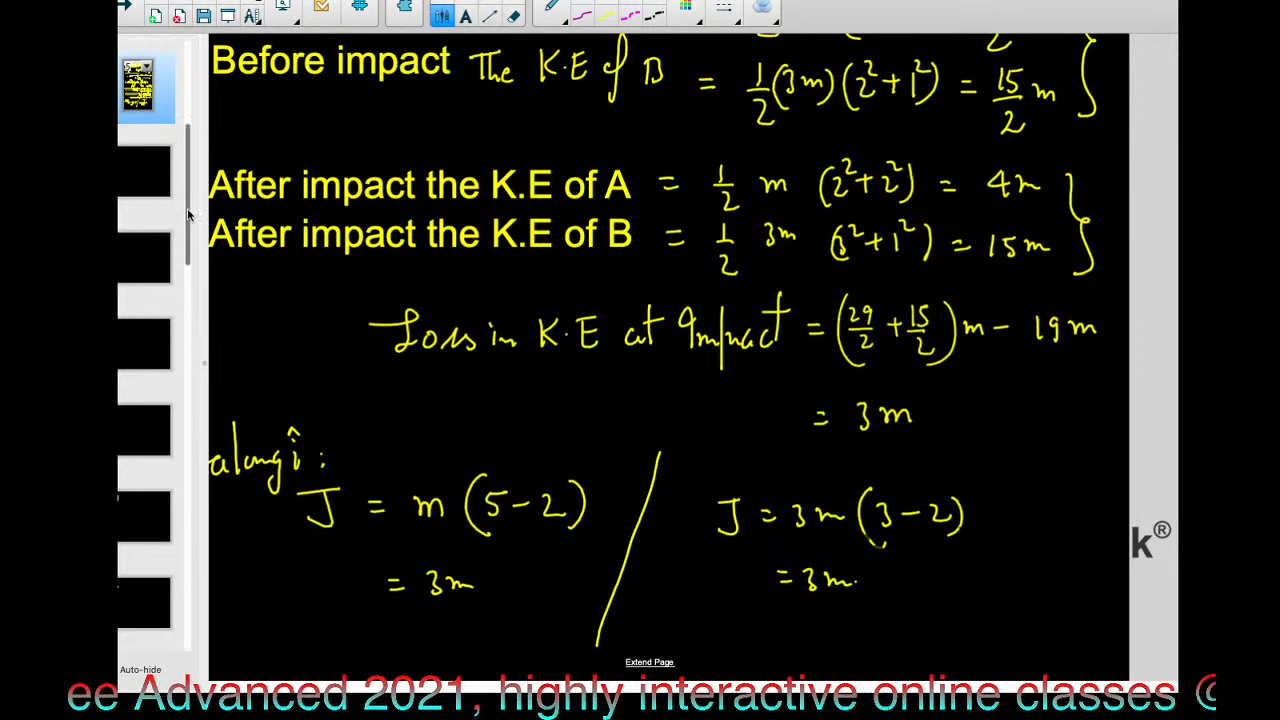 Before impact The K.E of B = 1/2 (3m)(2²+1²) = 15/2 m
After impact the K.E of A = 1/2 m (2²+2²) = 4m
After impact the K.E of B = 1/2 3m (3²+1²) = 15m
Loss in K.E at Impact = (29/2 + 15/2) m - 19m
= 3m
along î :
J = m (5-2)
= 3m
J = 3m (3-2)
= 3m.
k®
Extend Page
Auto-hide
ee Advanced 2021, highly interactive online classes ©